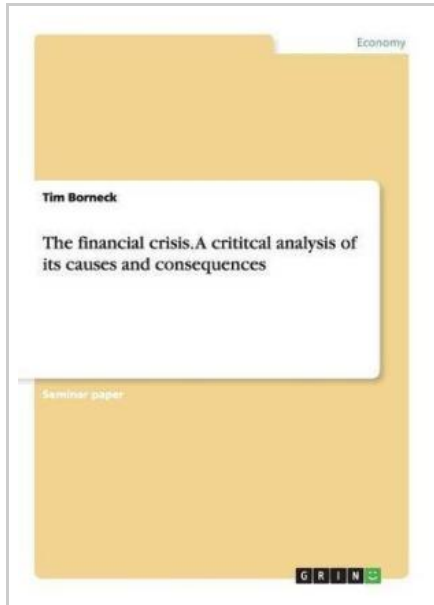 Economy
Tim Borneck
The financial crisis. A crititcal analysis of
its causes and consequences
Seminar paper
GRIN